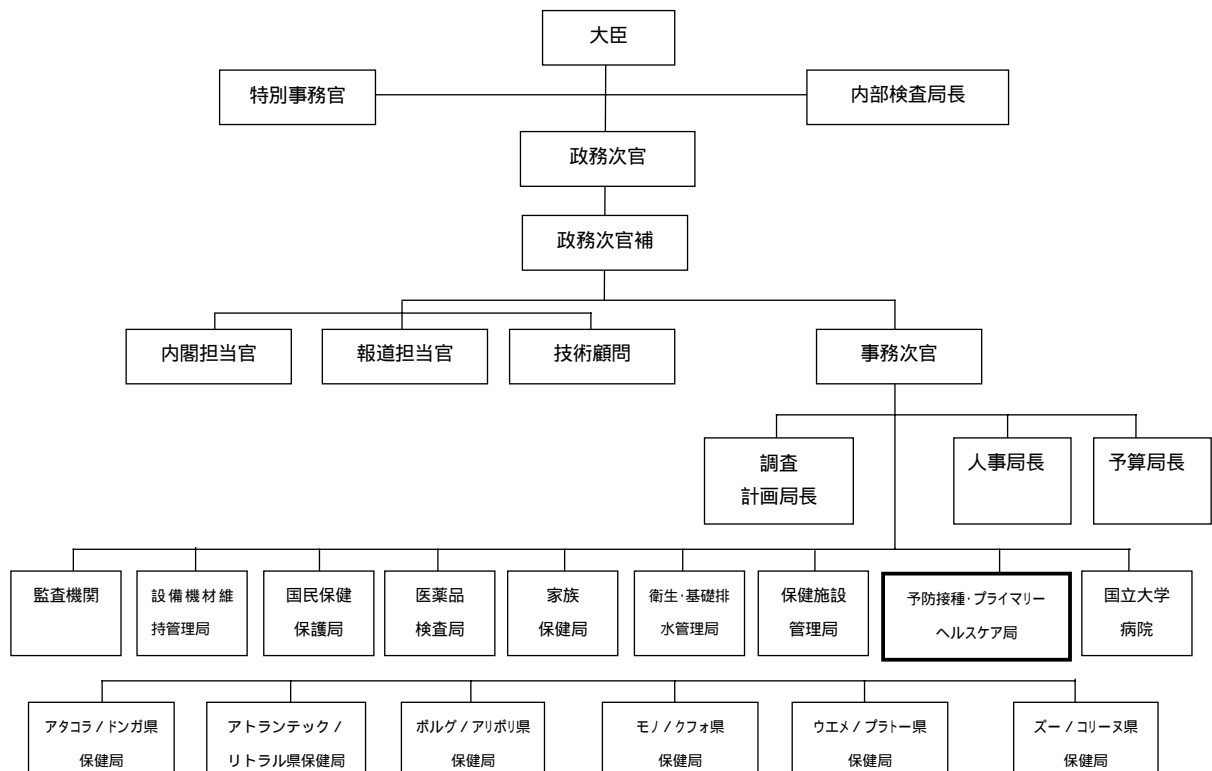 大臣
特別事務官
内部検査局長
政務次官
政務次官補
内閣担当官
報道担当官
技術顧問
事務次官
調査
計画局長
人事局長
予算局長
監査機関
設備機材維
持管理局
国民保健
保護局
医薬品
検査局
家族
保健局
衛生･基礎排
水管理局
保健施設
管理局
予防接種･プライマリー
ヘルスケア局
国立大学
病院
アタコラ / ドンガ県
保健局
アトランテック /
リトラル県保健局
ボルグ / アリボリ県
保健局
モノ / クフォ県
保健局
ウエメ / プラトー県
保健局
ズー / コリーヌ県
保健局